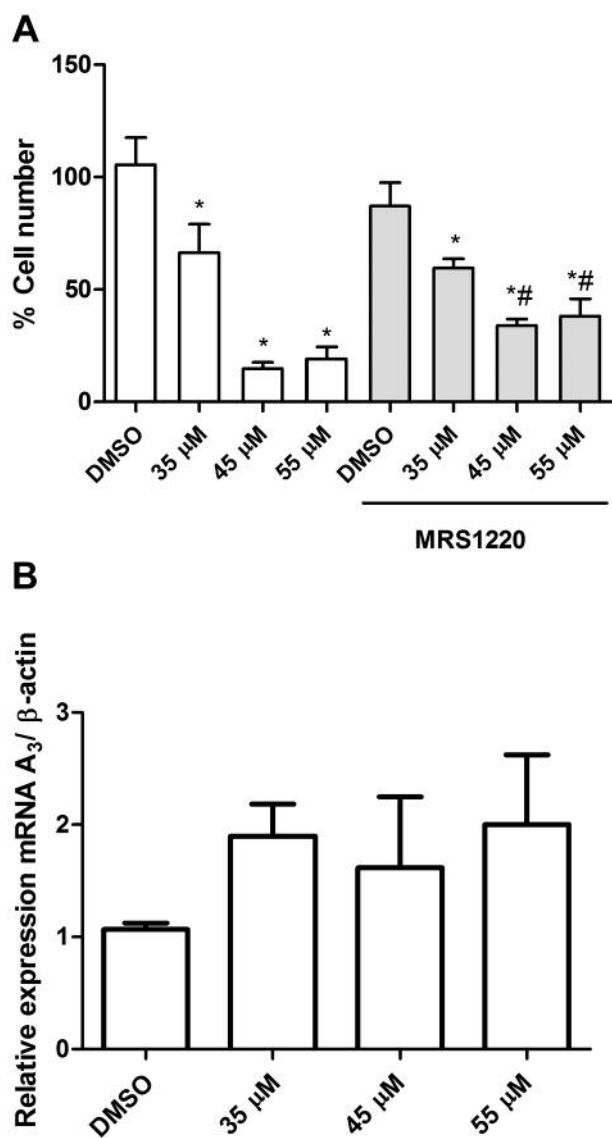 A
150
100
50
0
% Cell number
*
*
*
*
*#
*#
DMSO
35 μM
45 μM
55 μM
DMSO
35 μM
45 μM
55 μM
MRS1220
B
3
2
1
0
Relative expression mRNA A₃/ β-actin
DMSO
35 μM
45 μM
55 μM